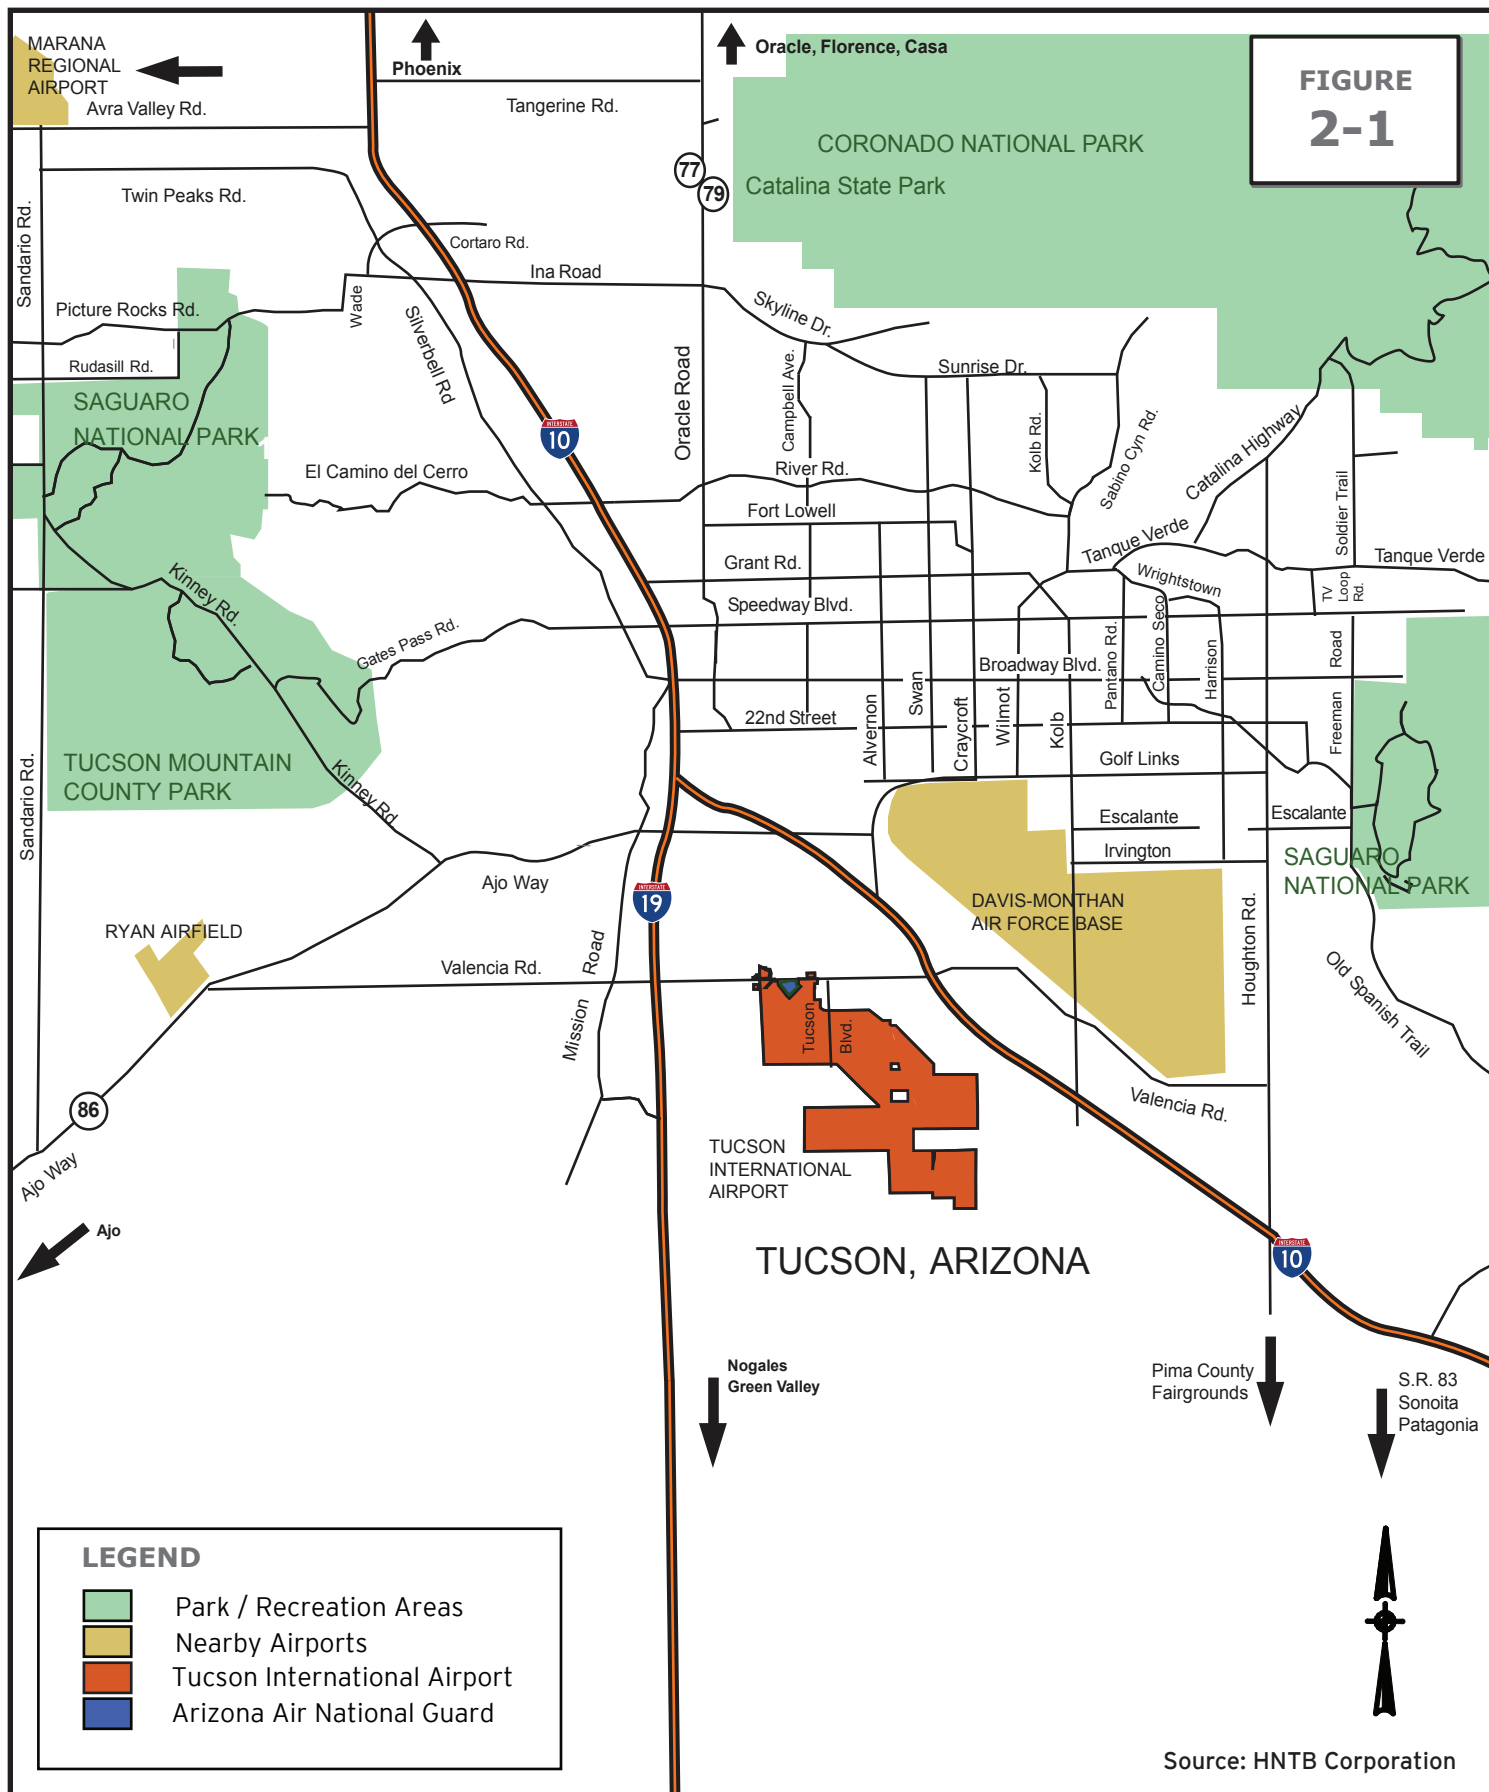 MARANA
REGIONAL
AIRPORT
Phoenix
Oracle, Florence, Casa
FIGURE
2-1
Avra Valley Rd.
Tangerine Rd.
CORONADO NATIONAL PARK
77
79
Catalina State Park
Twin Peaks Rd.
Sandario Rd.
Cortaro Rd.
Ina Road
Picture Rocks Rd.
Wade
Silverbell Rd
Skyline Dr.
Rudasill Rd.
Oracle Road
Campbell Ave.
Sunrise Dr.
SAGUARO
NATIONAL PARK
INTERSTATE
10
Kolb Rd.
Sabino Cyn Rd.
Catalina Highway
El Camino del Cerro
River Rd.
Soldier Trail
Fort Lowell
Tanque Verde
Tanque Verde
Grant Rd.
Wrightstown
TV
Loop
Rd.
Kinney Rd.
Speedway Blvd.
Gates Pass Rd.
Pantano Rd.
Camino Seco
Harrison
Broadway Blvd.
Freeman
Road
Swan
Alvernon
Craycroft
Wilmot
Kolb
22nd Street
TUCSON MOUNTAIN
COUNTY PARK
Sandario Rd.
Kinney Rd.
Golf Links
Escalante
Escalante
Irvington
SAGUARO
NATIONAL PARK
Ajo Way
INTERSTATE
19
DAVIS-MONTHAN
AIR FORCE BASE
RYAN AIRFIELD
Valencia Rd.
Mission
Road
Houghton Rd.
Old Spanish Trail
Tucson
Blvd.
86
Valencia Rd.
Ajo Way
TUCSON
INTERNATIONAL
AIRPORT
Ajo
TUCSON, ARIZONA
INTERSTATE
10
Nogales
Green Valley
Pima County
Fairgrounds
S.R. 83
Sonoita
Patagonia
LEGEND
Park / Recreation Areas
Nearby Airports
Tucson International Airport
Arizona Air National Guard
Source: HNTB Corporation